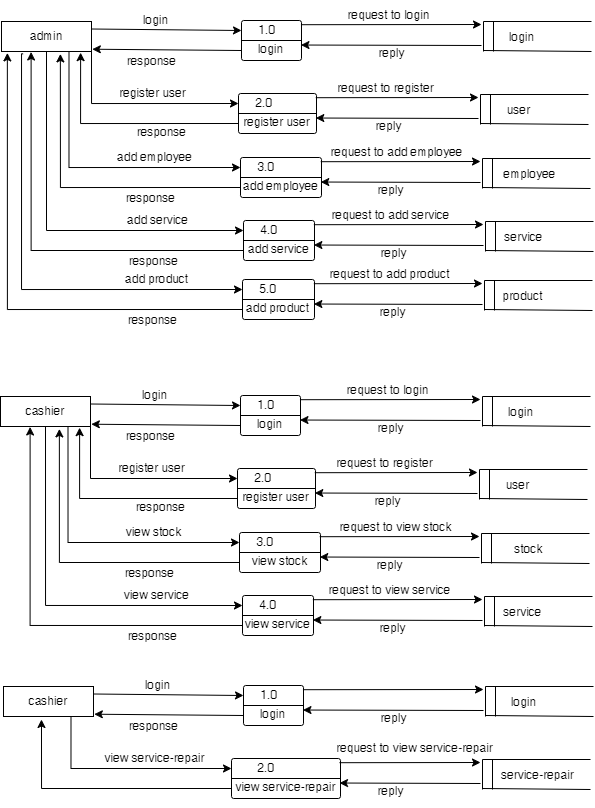 login
request to login
admin
1.0
login
login
response
reply
register user
request to register
2.0
user
register user
response
reply
add employee
request to add employee
3.0
employee
add employee
response
reply
add service
request to add service
4.0
service
add service
response
reply
add product
request to add product
5.0
product
add product
response
reply
login
request to login
cashier
1.0
login
login
response
reply
register user
request to register
2.0
user
register user
response
reply
view stock
request to view stock
3.0
stock
view stock
response
reply
view service
request to view service
4.0
service
view service
response
reply
login
cashier
1.0
login
login
response
reply
view service-repair
request to view service-repair
2.0
service-repair
view service-repair
reply